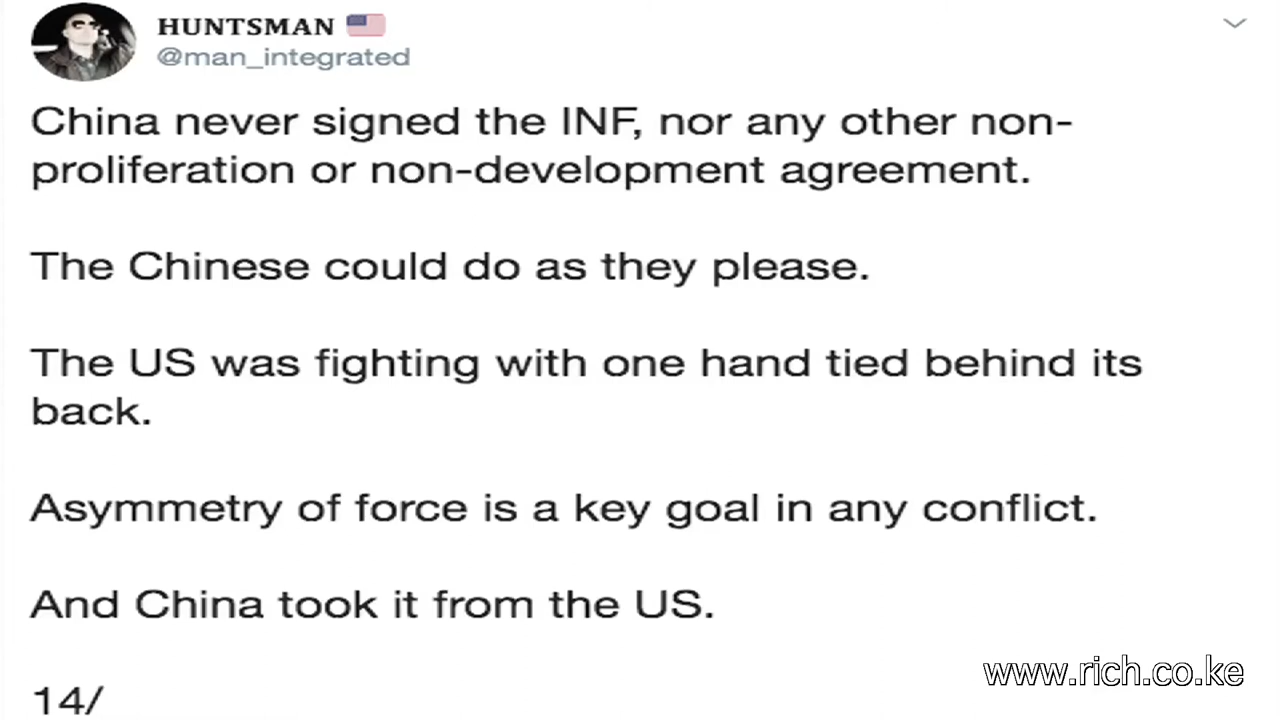 HUNTSMAN 🇺🇸
@man_integrated
China never signed the INF, nor any other non-
proliferation or non-development agreement.
The Chinese could do as they please.
The US was fighting with one hand tied behind its
back.
Asymmetry of force is a key goal in any conflict.
And China took it from the US.
14/
www.rich.co.ke